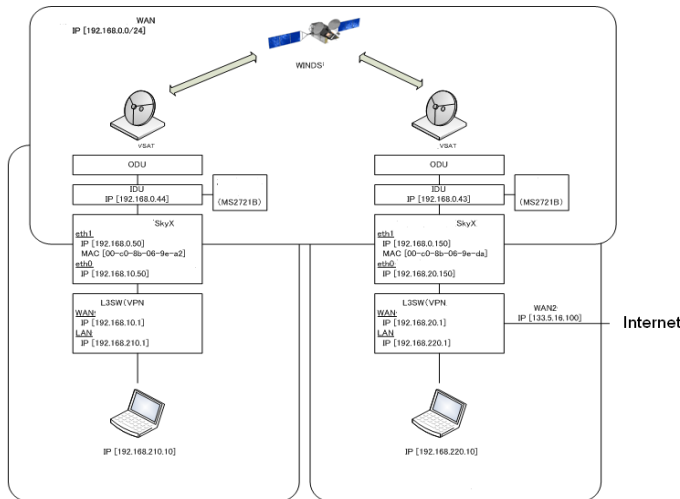 WAN
IP [192.168.0.0/24]
WINDS
VSAT
ODU
IDU
IP [192.168.0.44]
(MS2721B)
SkyX
eth1
IP [192.168.0.50]
MAC [00-c0-8b-06-9e-a2]
eth0
IP [192.168.10.50]
L3SW(VPN
WAN:
IP [192.168.10.1]
LAN:
IP [192.168.210.1]
IP [192.168.210.10]
VSAT
ODU
IDU
IP [192.168.0.43]
(MS2721B)
SkyX
eth1
IP [192.168.0.150]
MAC [00-c0-8b-06-9e-da]
eth0
IP [192.168.20.150]
L3SW(VPN
WAN:
IP [192.168.20.1]
LAN
IP [192.168.220.1]
WAN2:
IP [133.5.16.100]
Internet
IP [192.168.220.10]